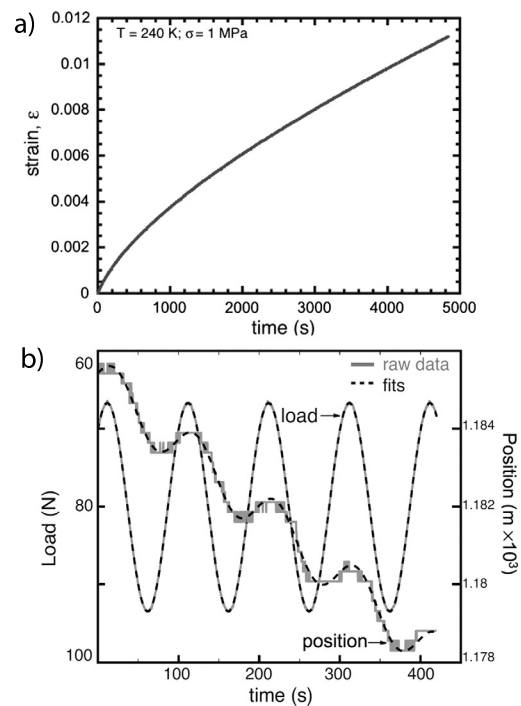 a)
T = 240 K; σ = 1 MPa
0.012
0.01
0.008
0.006
0.004
0.002
0
strain, ε
0 1000 2000 3000 4000 5000
time (s)
b)
60
80
100
Load (N)
raw data
fits
load
position
1.184
1.182
1.18
1.178
Position (m ×10³)
100 200 300 400
time (s)